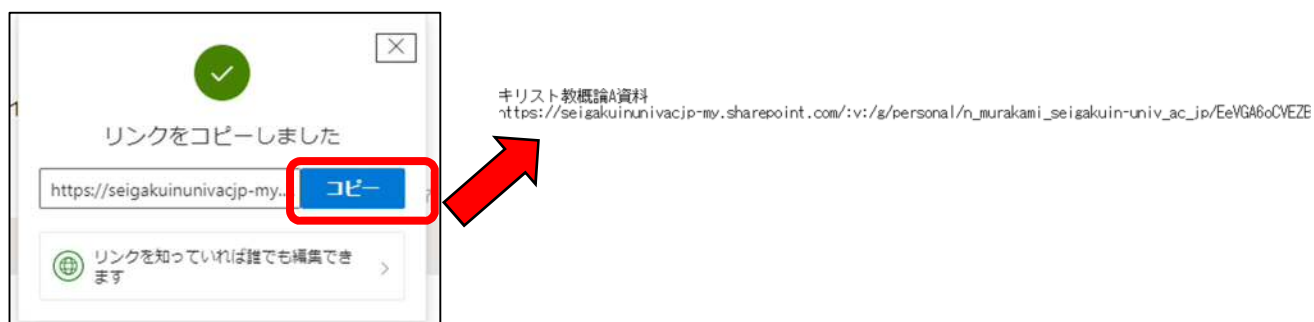 リンクをコピーしました
https://seigakuinunivacjp-my...
コピー
リンクを知っていれば誰でも編集でき
ます
キリスト教概論A資料
https://seigakuinunivacjp-my.sharepoint.com/:v:/g/personal/n_murakami_seigakuin-univ_ac_jp/EeVGA6oCVEZE